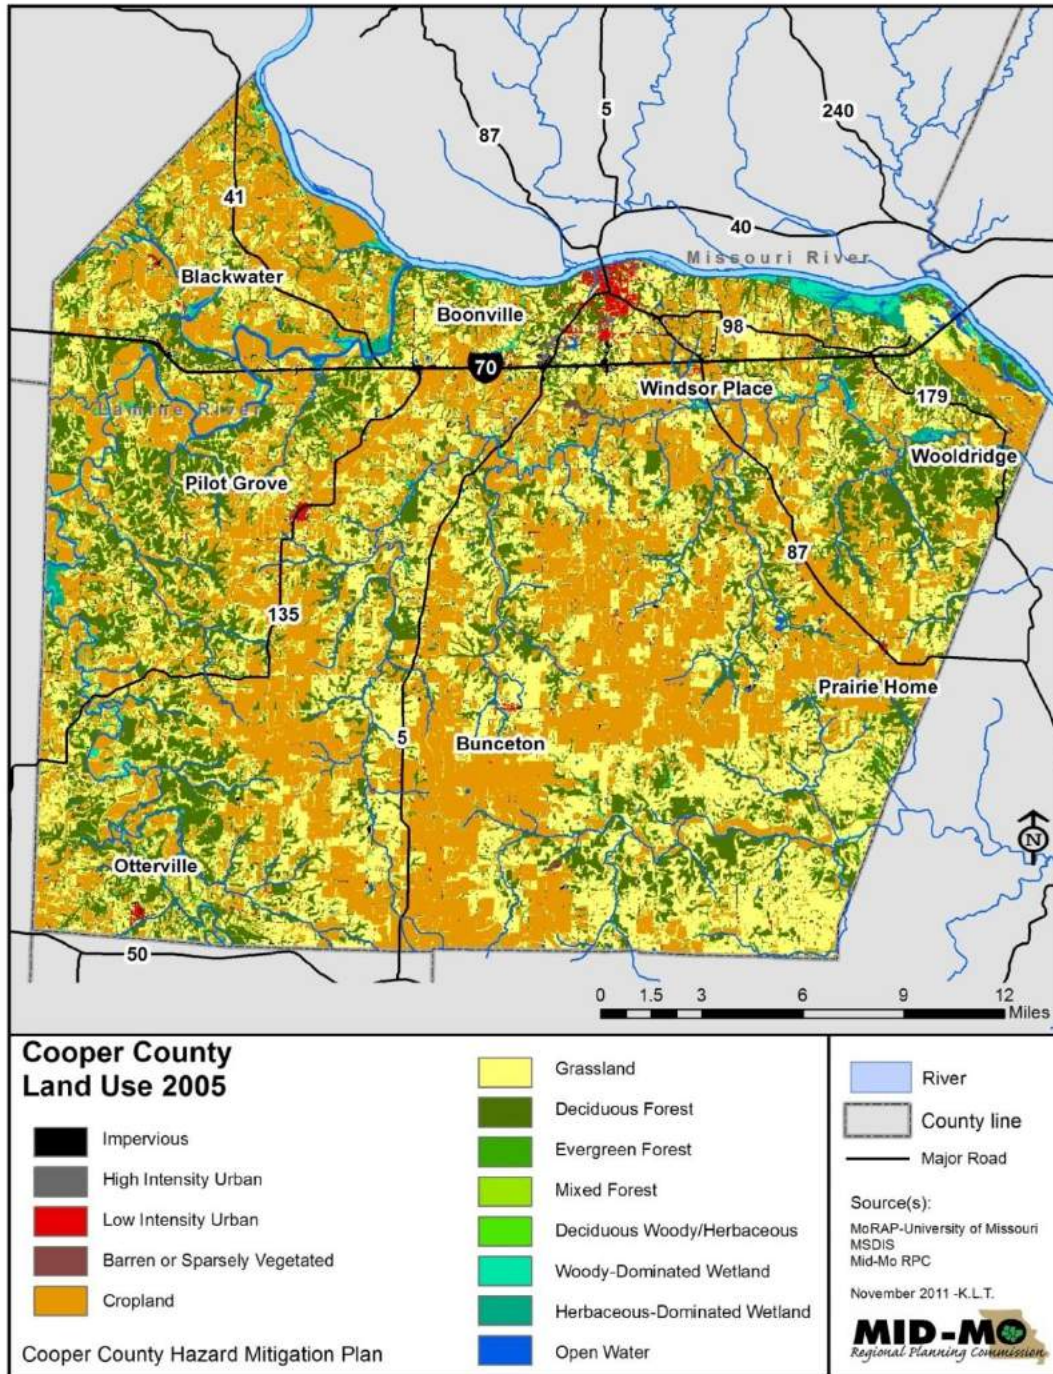 5
87
240
41
40
Missouri River
Blackwater
Boonville
98
70
Windsor Place
179
Lamine River
Wooldridge
Pilot Grove
87
135
Prairie Home
5
Bunceton
N
Otterville
50
0 1.5 3 6 9 12
Miles
Cooper County
Land Use 2005
Impervious
High Intensity Urban
Low Intensity Urban
Barren or Sparsely Vegetated
Cropland
Cooper County Hazard Mitigation Plan
Grassland
Deciduous Forest
Evergreen Forest
Mixed Forest
Deciduous Woody/Herbaceous
Woody-Dominated Wetland
Herbaceous-Dominated Wetland
Open Water
River
County line
Major Road
Source(s):
MoRAP-University of Missouri
MSDIS
Mid-Mo RPC
November 2011 -K.L.T.
MID-MO
Regional Planning Commission